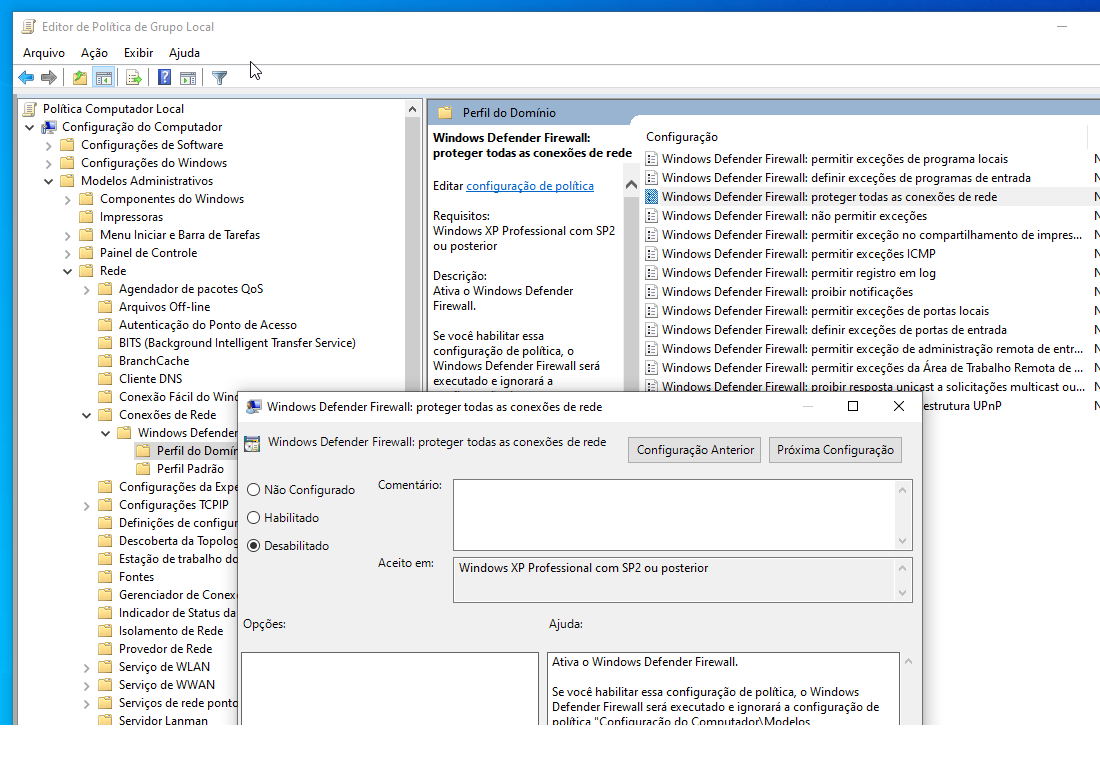 Editor de Política de Grupo Local
Arquivo Ação Exibir Ajuda
Política Computador Local
Configuração do Computador
Configurações de Software
Configurações do Windows
Modelos Administrativos
Componentes do Windows
Impressoras
Menu Iniciar e Barra de Tarefas
Painel de Controle
Rede
Agendador de pacotes QoS
Arquivos Off-line
Autenticação do Ponto de Acesso
BITS (Background Intelligent Transfer Service)
BranchCache
Cliente DNS
Conexão Fácil do Wind
Conexões de Rede
Windows Defender
Perfil do Domín
Perfil Padrão
Configurações da Expe
Configurações TCPIP
Definições de configur
Descoberta da Topolog
Estação de trabalho do
Fontes
Gerenciador de Conex
Indicador de Status da
Isolamento de Rede
Provedor de Rede
Serviço de WLAN
Serviço de WWAN
Serviços de rede ponto
Servidor Lanman
Perfil do Domínio
Windows Defender Firewall:
proteger todas as conexões de rede
Editar configuração de política
Requisitos:
Windows XP Professional com SP2
ou posterior
Descrição:
Ativa o Windows Defender
Firewall.
Se você habilitar essa
configuração de política, o
Windows Defender Firewall será
executado e ignorará a
Configuração
Windows Defender Firewall: permitir exceções de programa locais
Windows Defender Firewall: definir exceções de programas de entrada
Windows Defender Firewall: proteger todas as conexões de rede
Windows Defender Firewall: não permitir exceções
Windows Defender Firewall: permitir exceção no compartilhamento de impres...
Windows Defender Firewall: permitir exceções ICMP
Windows Defender Firewall: permitir registro em log
Windows Defender Firewall: proibir notificações
Windows Defender Firewall: permitir exceções de portas locais
Windows Defender Firewall: definir exceções de portas de entrada
Windows Defender Firewall: permitir exceção de administração remota de entr...
Windows Defender Firewall: permitir exceções da Área de Trabalho Remota de ...
Windows Defender Firewall: proibir resposta unicast a solicitações multicast ou...
estrutura UPnP
Windows Defender Firewall: proteger todas as conexões de rede
Windows Defender Firewall: proteger todas as conexões de rede
Configuração Anterior
Próxima Configuração
Não Configurado
Habilitado
Desabilitado
Comentário:
Aceito em:
Windows XP Professional com SP2 ou posterior
Opções:
Ajuda:
Ativa o Windows Defender Firewall.
Se você habilitar essa configuração de política, o Windows
Defender Firewall será executado e ignorará a configuração de
política "Configuração do Computador\Modelos